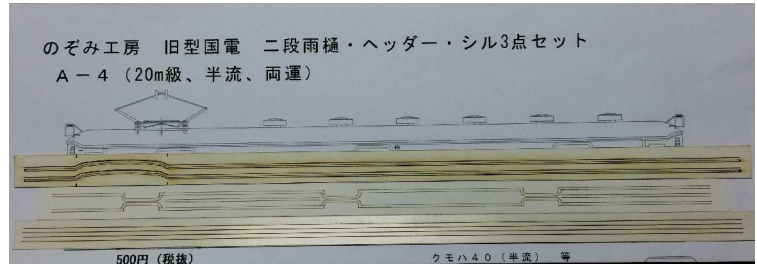 のぞみ工房　旧型国電　二段雨樋・ヘッダー・シル3点セット
Ａ－４（20m級、半流、両運）
500円（税抜）
クモハ４０（半流）　等